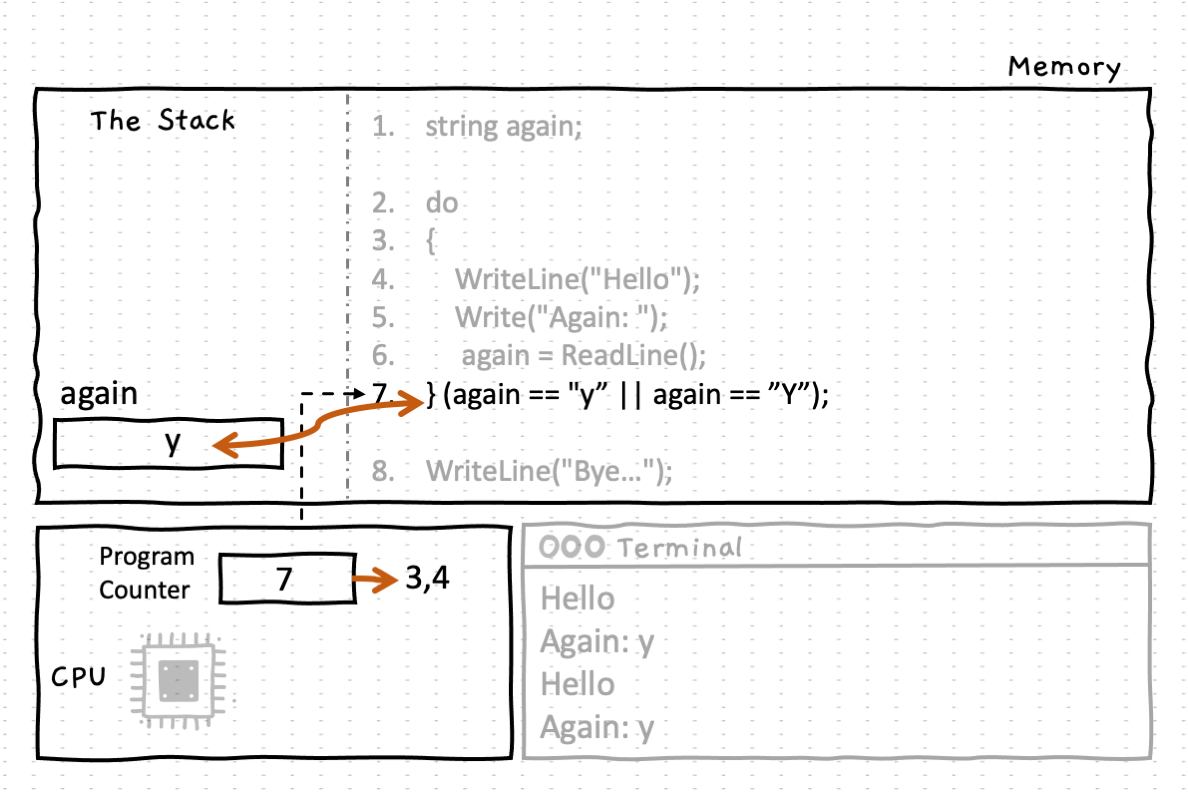 Memory
The Stack
1. string again;
2. do
3. {
4. WriteLine("Hello");
5. Write("Again: ");
6. again = ReadLine();
7. } (again == "y” || again == ”Y”);
8. WriteLine("Bye…");
again
y
Program
Counter
7
3,4
CPU
Terminal
Hello
Again: y
Hello
Again: y